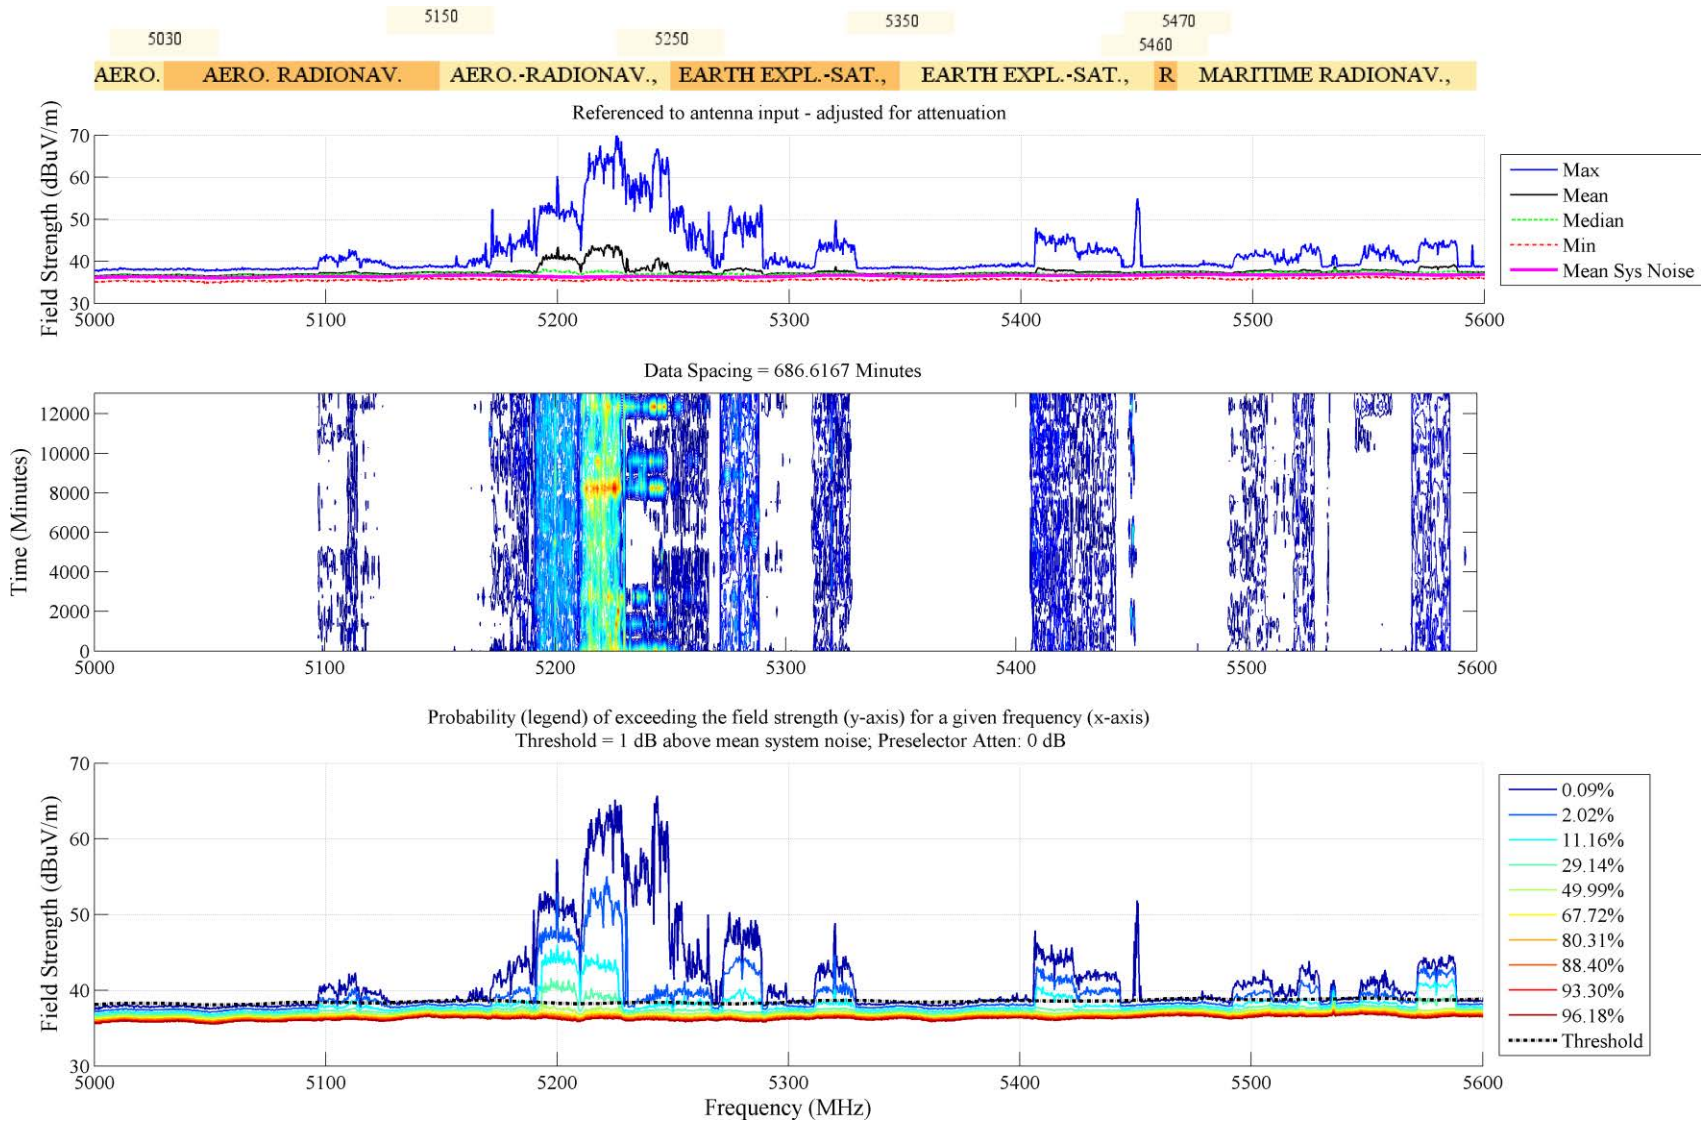 5150 5350 5470
5030 5250 5460
AERO. AERO. RADIONAV. AERO.-RADIONAV., EARTH EXPL.-SAT., EARTH EXPL.-SAT., R MARITIME RADIONAV.,
Referenced to antenna input - adjusted for attenuation
Field Strength (dBuV/m)
70
60
50
40
30
5000 5100 5200 5300 5400 5500 5600
Max
Mean
Median
Min
Mean Sys Noise
Data Spacing = 686.6167 Minutes
Time (Minutes)
12000
10000
8000
6000
4000
2000
0
5000 5100 5200 5300 5400 5500 5600
Probability (legend) of exceeding the field strength (y-axis) for a given frequency (x-axis)
Threshold = 1 dB above mean system noise; Preselector Atten: 0 dB
Field Strength (dBuV/m)
70
60
50
40
30
5000 5100 5200 5300 5400 5500 5600
Frequency (MHz)
0.09%
2.02%
11.16%
29.14%
49.99%
67.72%
80.31%
88.40%
93.30%
96.18%
Threshold